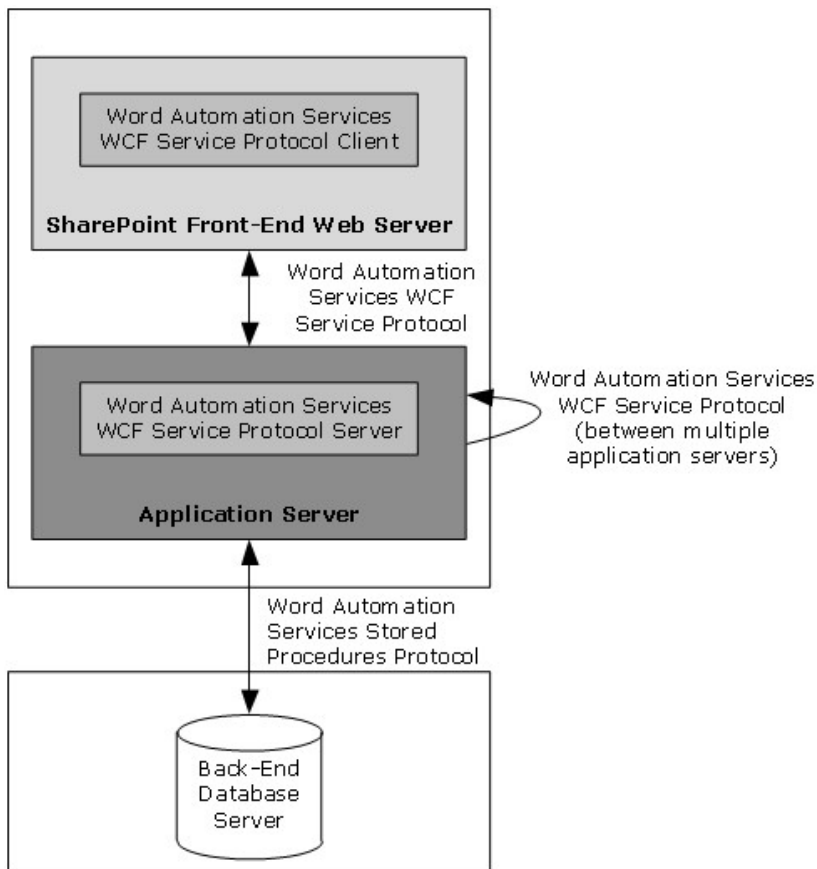 Word Automation Services
WCF Service Protocol Client
SharePoint Front-End Web Server
Word Automation
Services WCF
Service Protocol
Word Automation Services
WCF Service Protocol Server
Application Server
Word Automation Services
WCF Service Protocol
(between multiple
application servers)
Word Automation
Services Stored
Procedures Protocol
Back-End
Database
Server